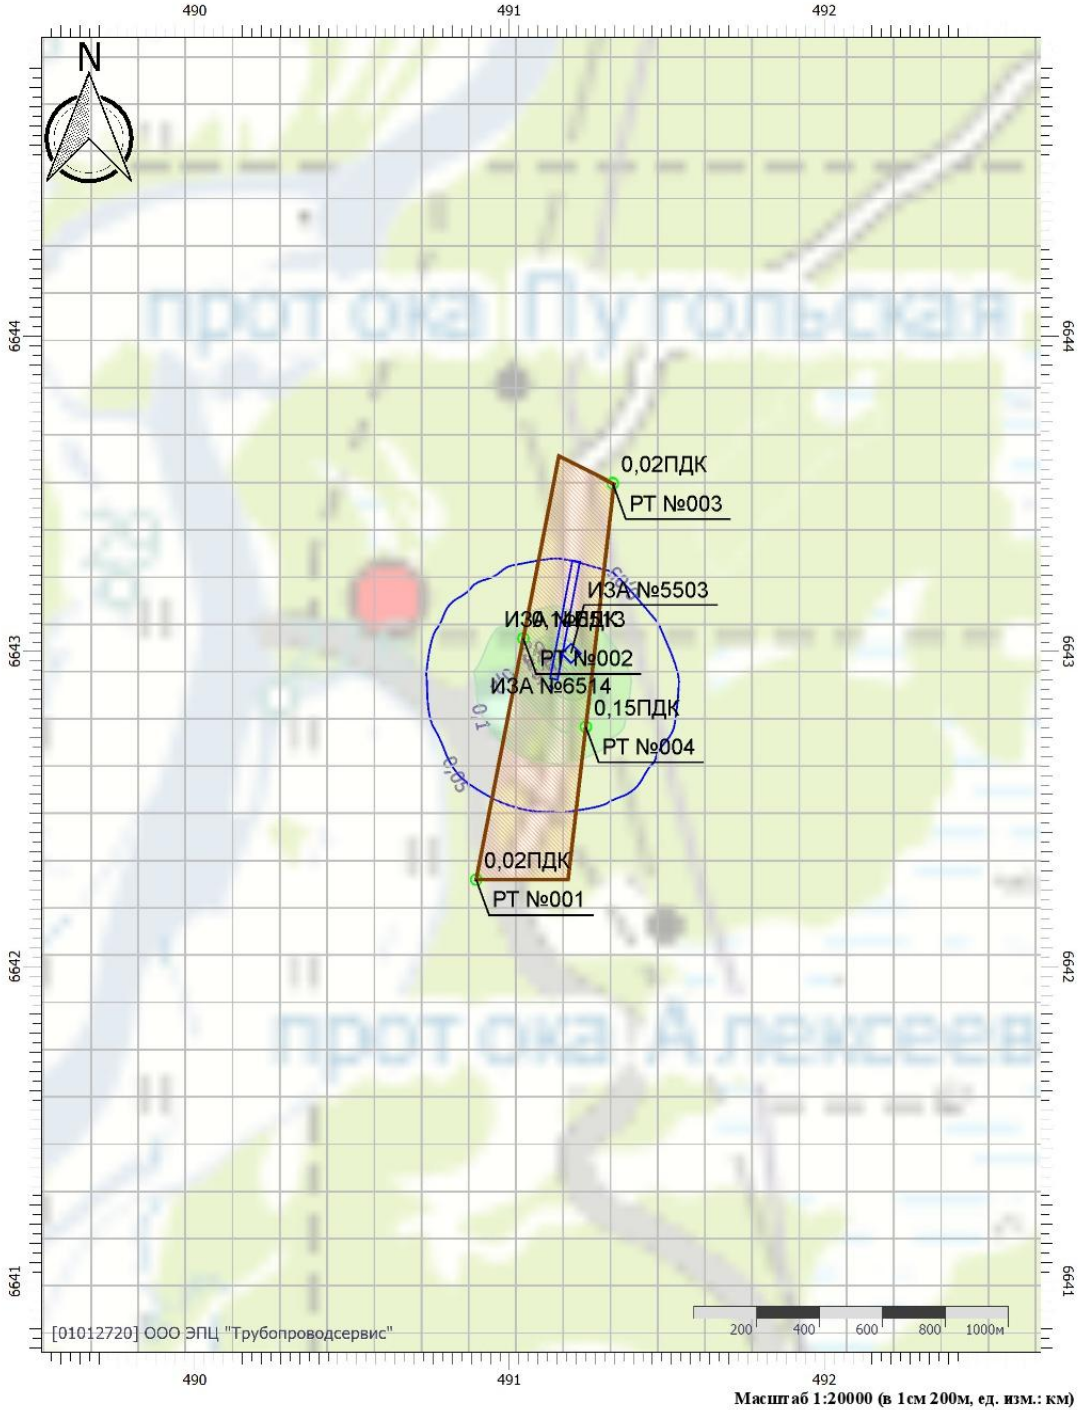 490 491 492
N
протока Пугольская
6644 6644
0,02ПДК
РТ №003
ИЗА №5503
РТ №002
6643 6643
ИЗА №6514
0,15ПДК
0,1
РТ №004
0,05
0,02ПДК
РТ №001
6642 6642
протока Алексеев
6641 6641
[01012720] ООО ЭПЦ "Трубопроводсервис"
200 400 600 800 1000м
490 491 492
Масштаб 1:20000 (в 1см 200м, ед. изм.: км)